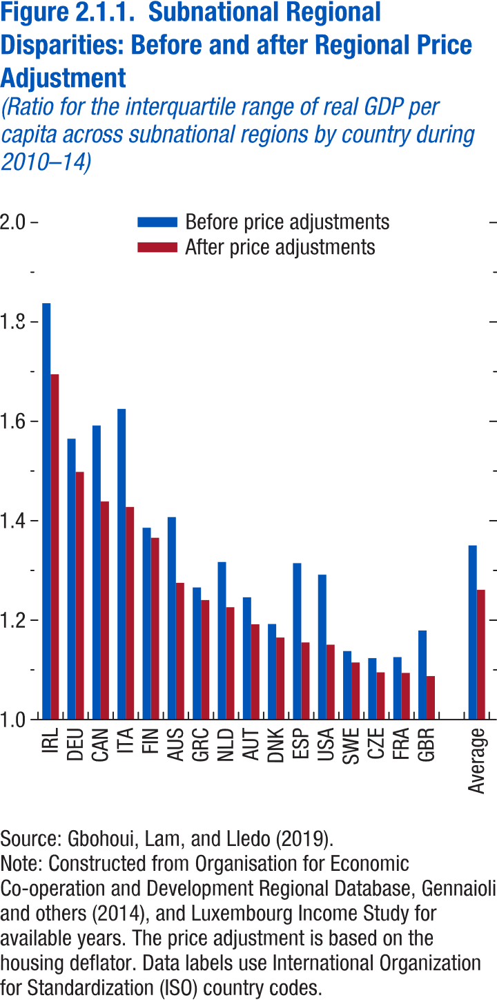 Figure 2.1.1. Subnational Regional
Disparities: Before and after Regional Price
Adjustment
(Ratio for the interquartile range of real GDP per
capita across subnational regions by country during
2010–14)
Before price adjustments
After price adjustments
2.0
1.8
1.6
1.4
1.2
1.0
IRL
DEU
CAN
ITA
FIN
AUS
GRC
NLD
AUT
DNK
ESP
USA
SWE
CZE
FRA
GBR
Average
Source: Gbohoui, Lam, and Lledo (2019).
Note: Constructed from Organisation for Economic
Co-operation and Development Regional Database, Gennaioli
and others (2014), and Luxembourg Income Study for
available years. The price adjustment is based on the
housing deflator. Data labels use International Organization
for Standardization (ISO) country codes.